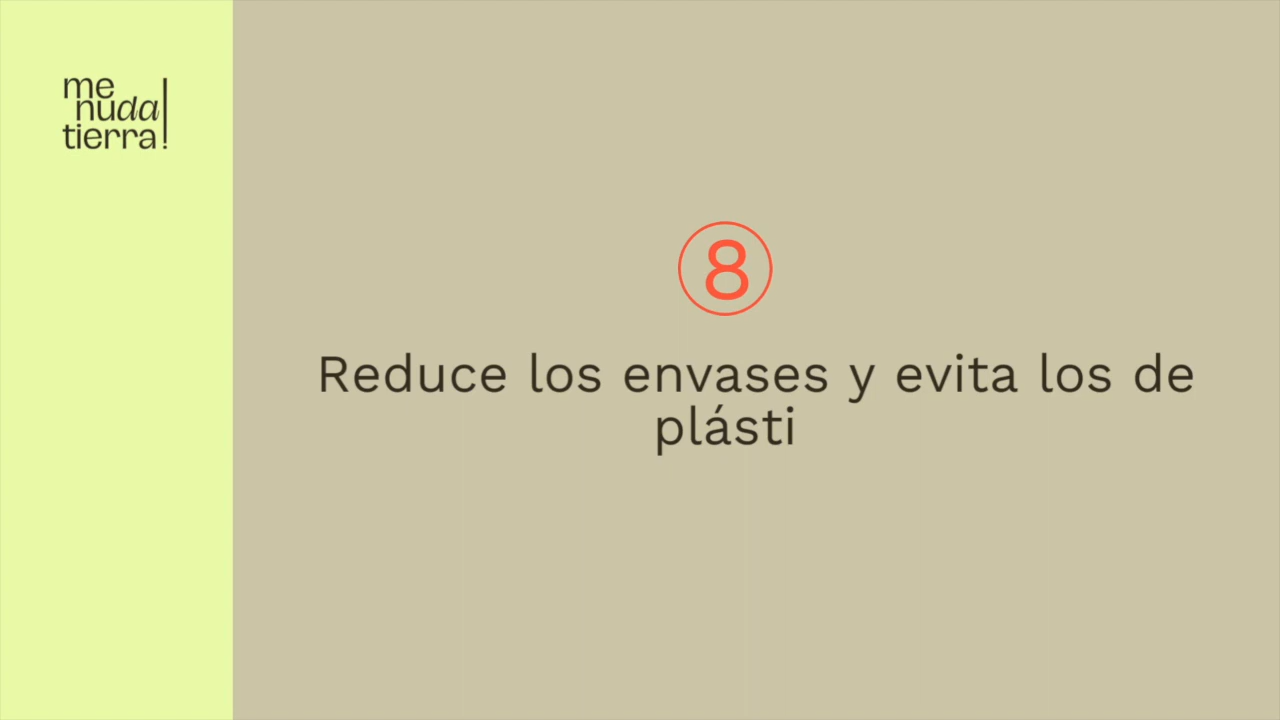 me
nuda
tierra!
8
Reduce los envases y evita los de
plásti